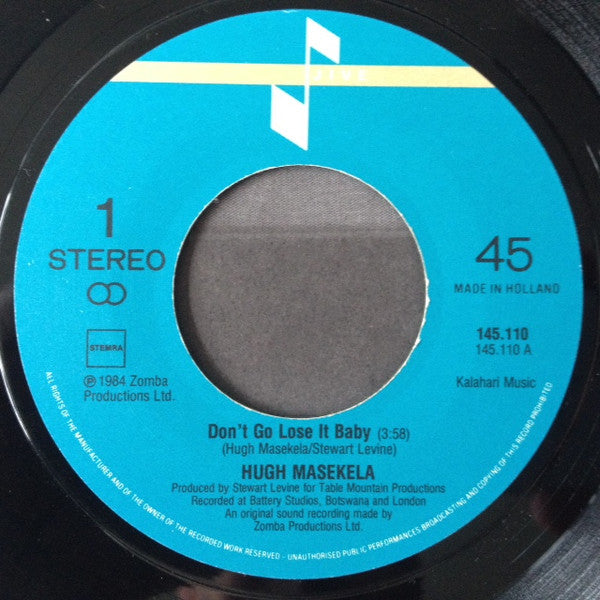 JIVE
1
STEREO
45
MADE IN HOLLAND
STEMRA
145.110
145.110 A
℗ 1984 Zomba
Productions Ltd.
Kalahari Music
Don't Go Lose It Baby (3:58)
(Hugh Masekela/Stewart Levine)
HUGH MASEKELA
Produced by Stewart Levine for Table Mountain Productions
Recorded at Battery Studios, Botswana and London
An original sound recording made by
Zomba Productions Ltd.
ALL RIGHTS OF THE MANUFACTURER AND OF THE OWNER OF THE RECORDED WORK RESERVED - UNAUTHORISED PUBLIC PERFORMANCES BROADCASTING AND COPYING OF THIS RECORD PROHIBITED